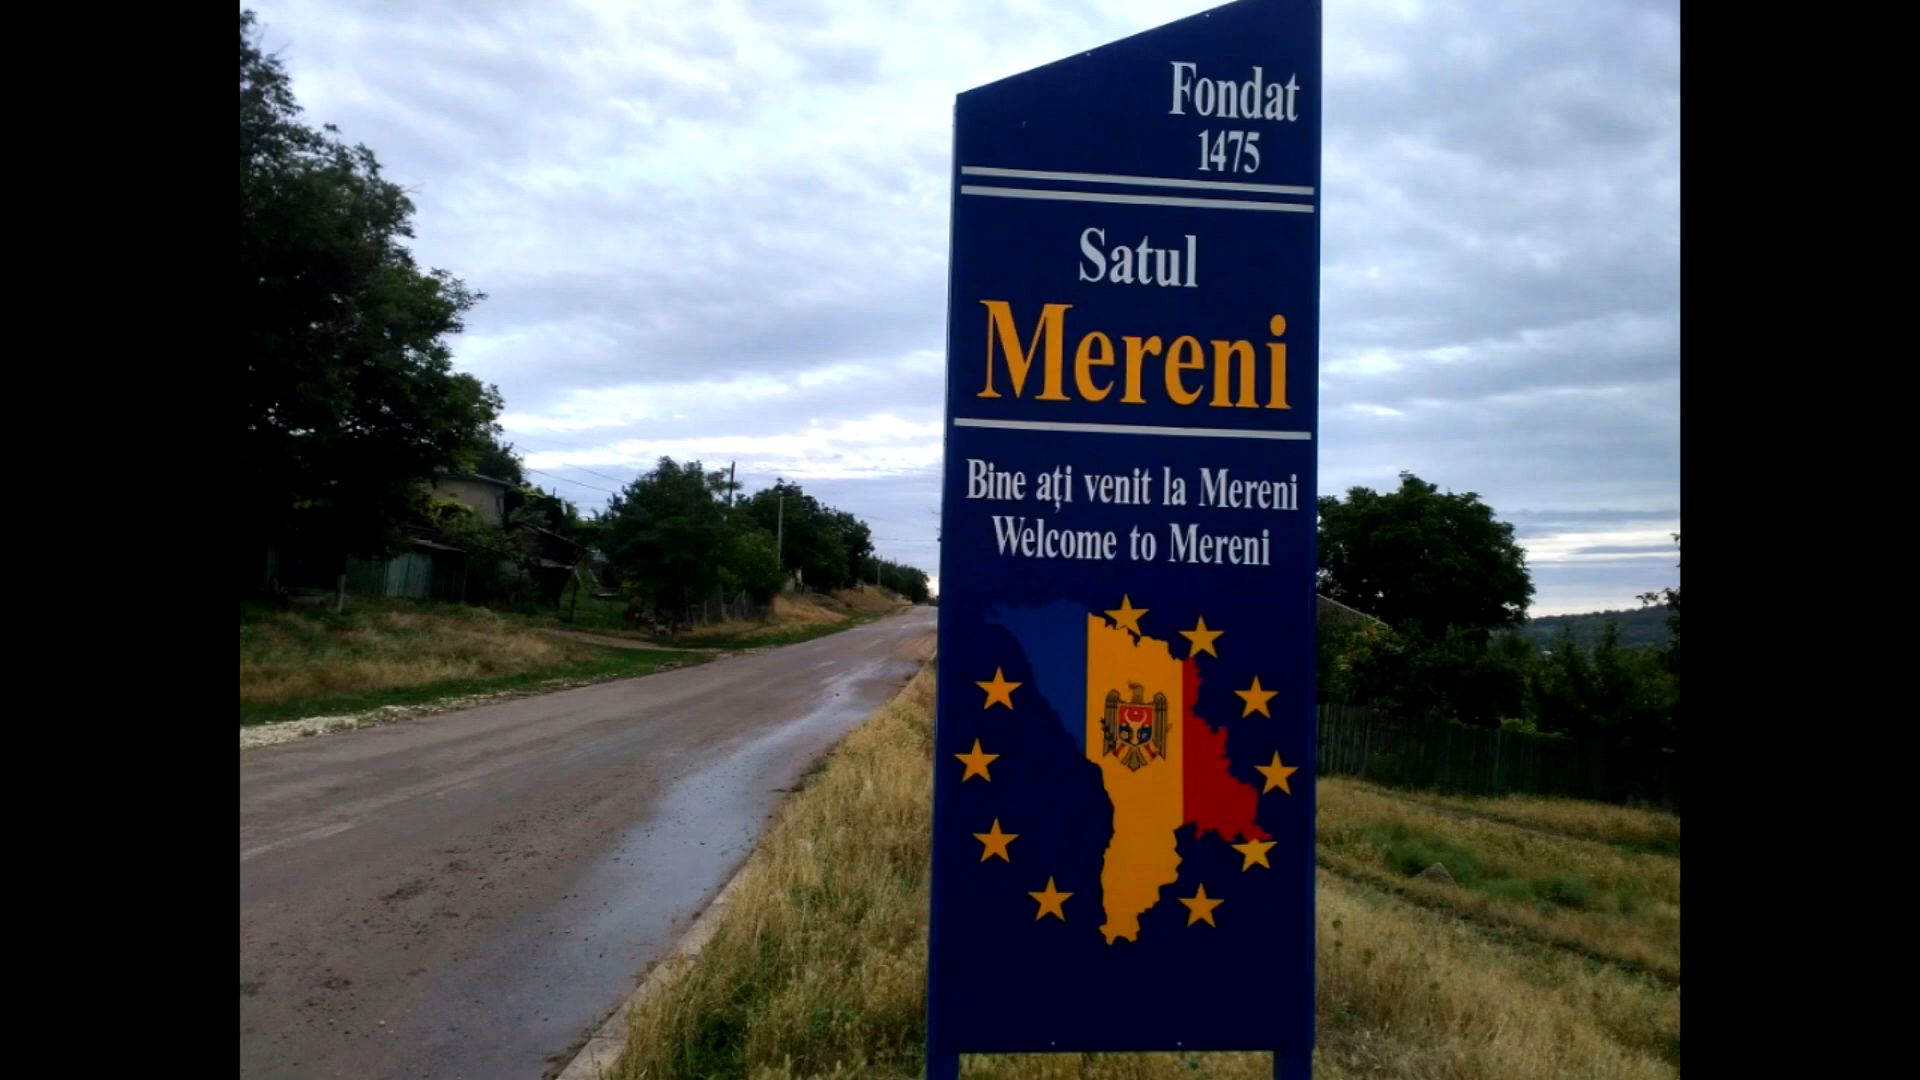 Fondat
1475
Satul
Mereni
Bine ați venit la Mereni
Welcome to Mereni